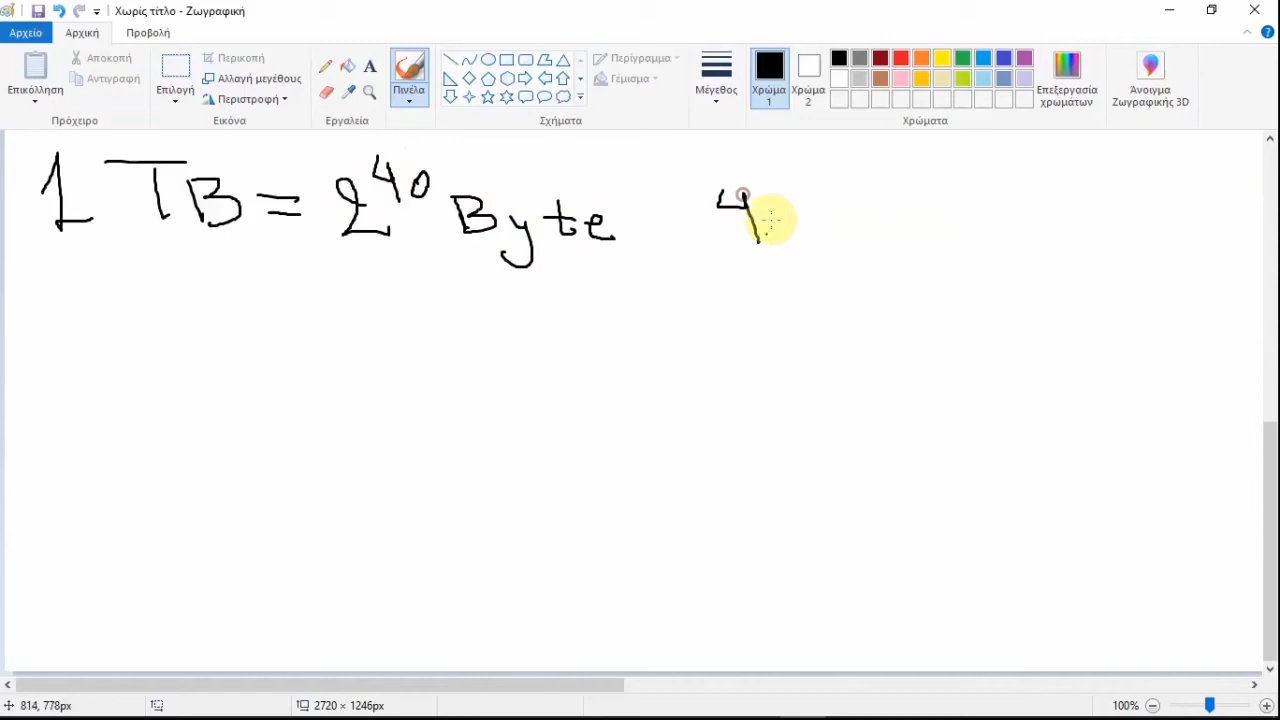 Χωρίς τίτλο - Ζωγραφική
Αρχείο Αρχική Προβολή
Επικόλληση
Αποκοπή
Αντιγραφή
Πρόχειρο
Επιλογή
Περικοπή
Αλλαγή μεγέθους
Περιστροφή
Εικόνα
A
Πινέλα
Εργαλεία
Περίγραμμα
Γέμισμα
Σχήματα
Μέγεθος
Χρώμα 1
Χρώμα 2
Επεξεργασία χρωμάτων
Άνοιγμα Ζωγραφικής 3D
Χρώματα
1 TB = 2⁴⁰ Byte 4
814, 778px 2720 × 1246px 100%